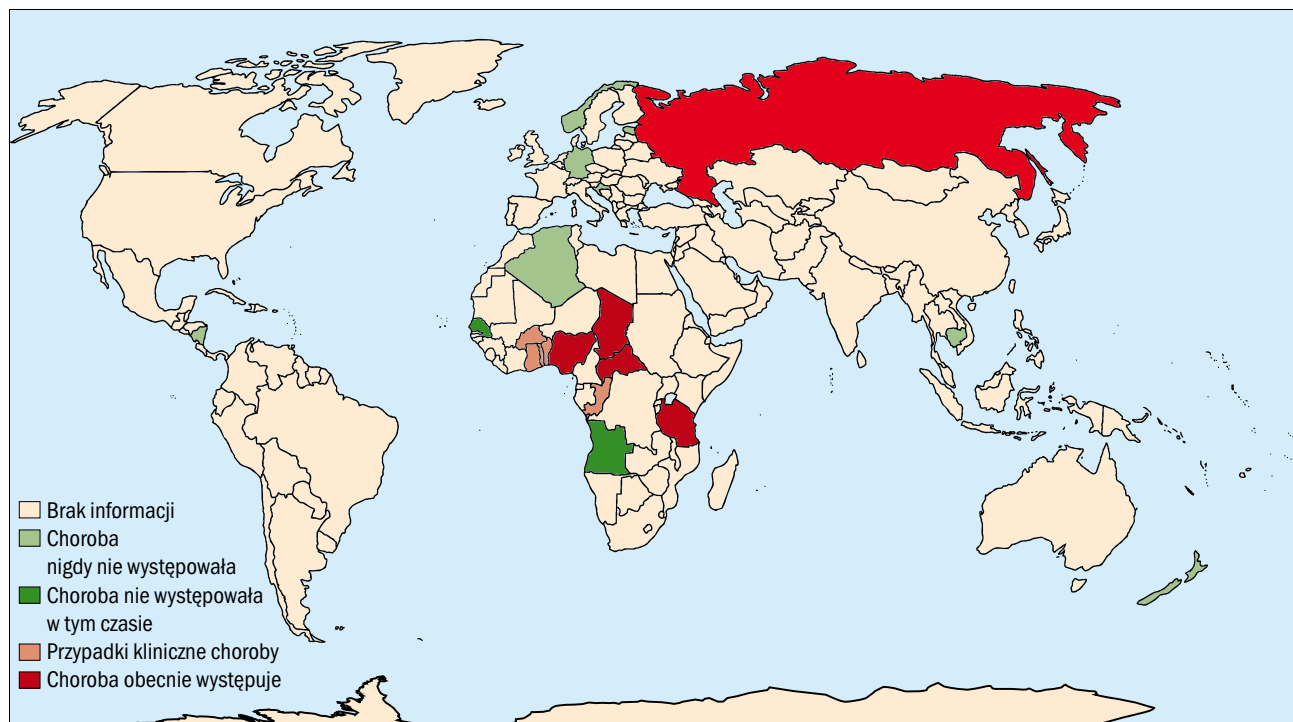 Brak informacji
Choroba
nigdy nie występowała
Choroba nie występowała
w tym czasie
Przypadki kliniczne choroby
Choroba obecnie występuje